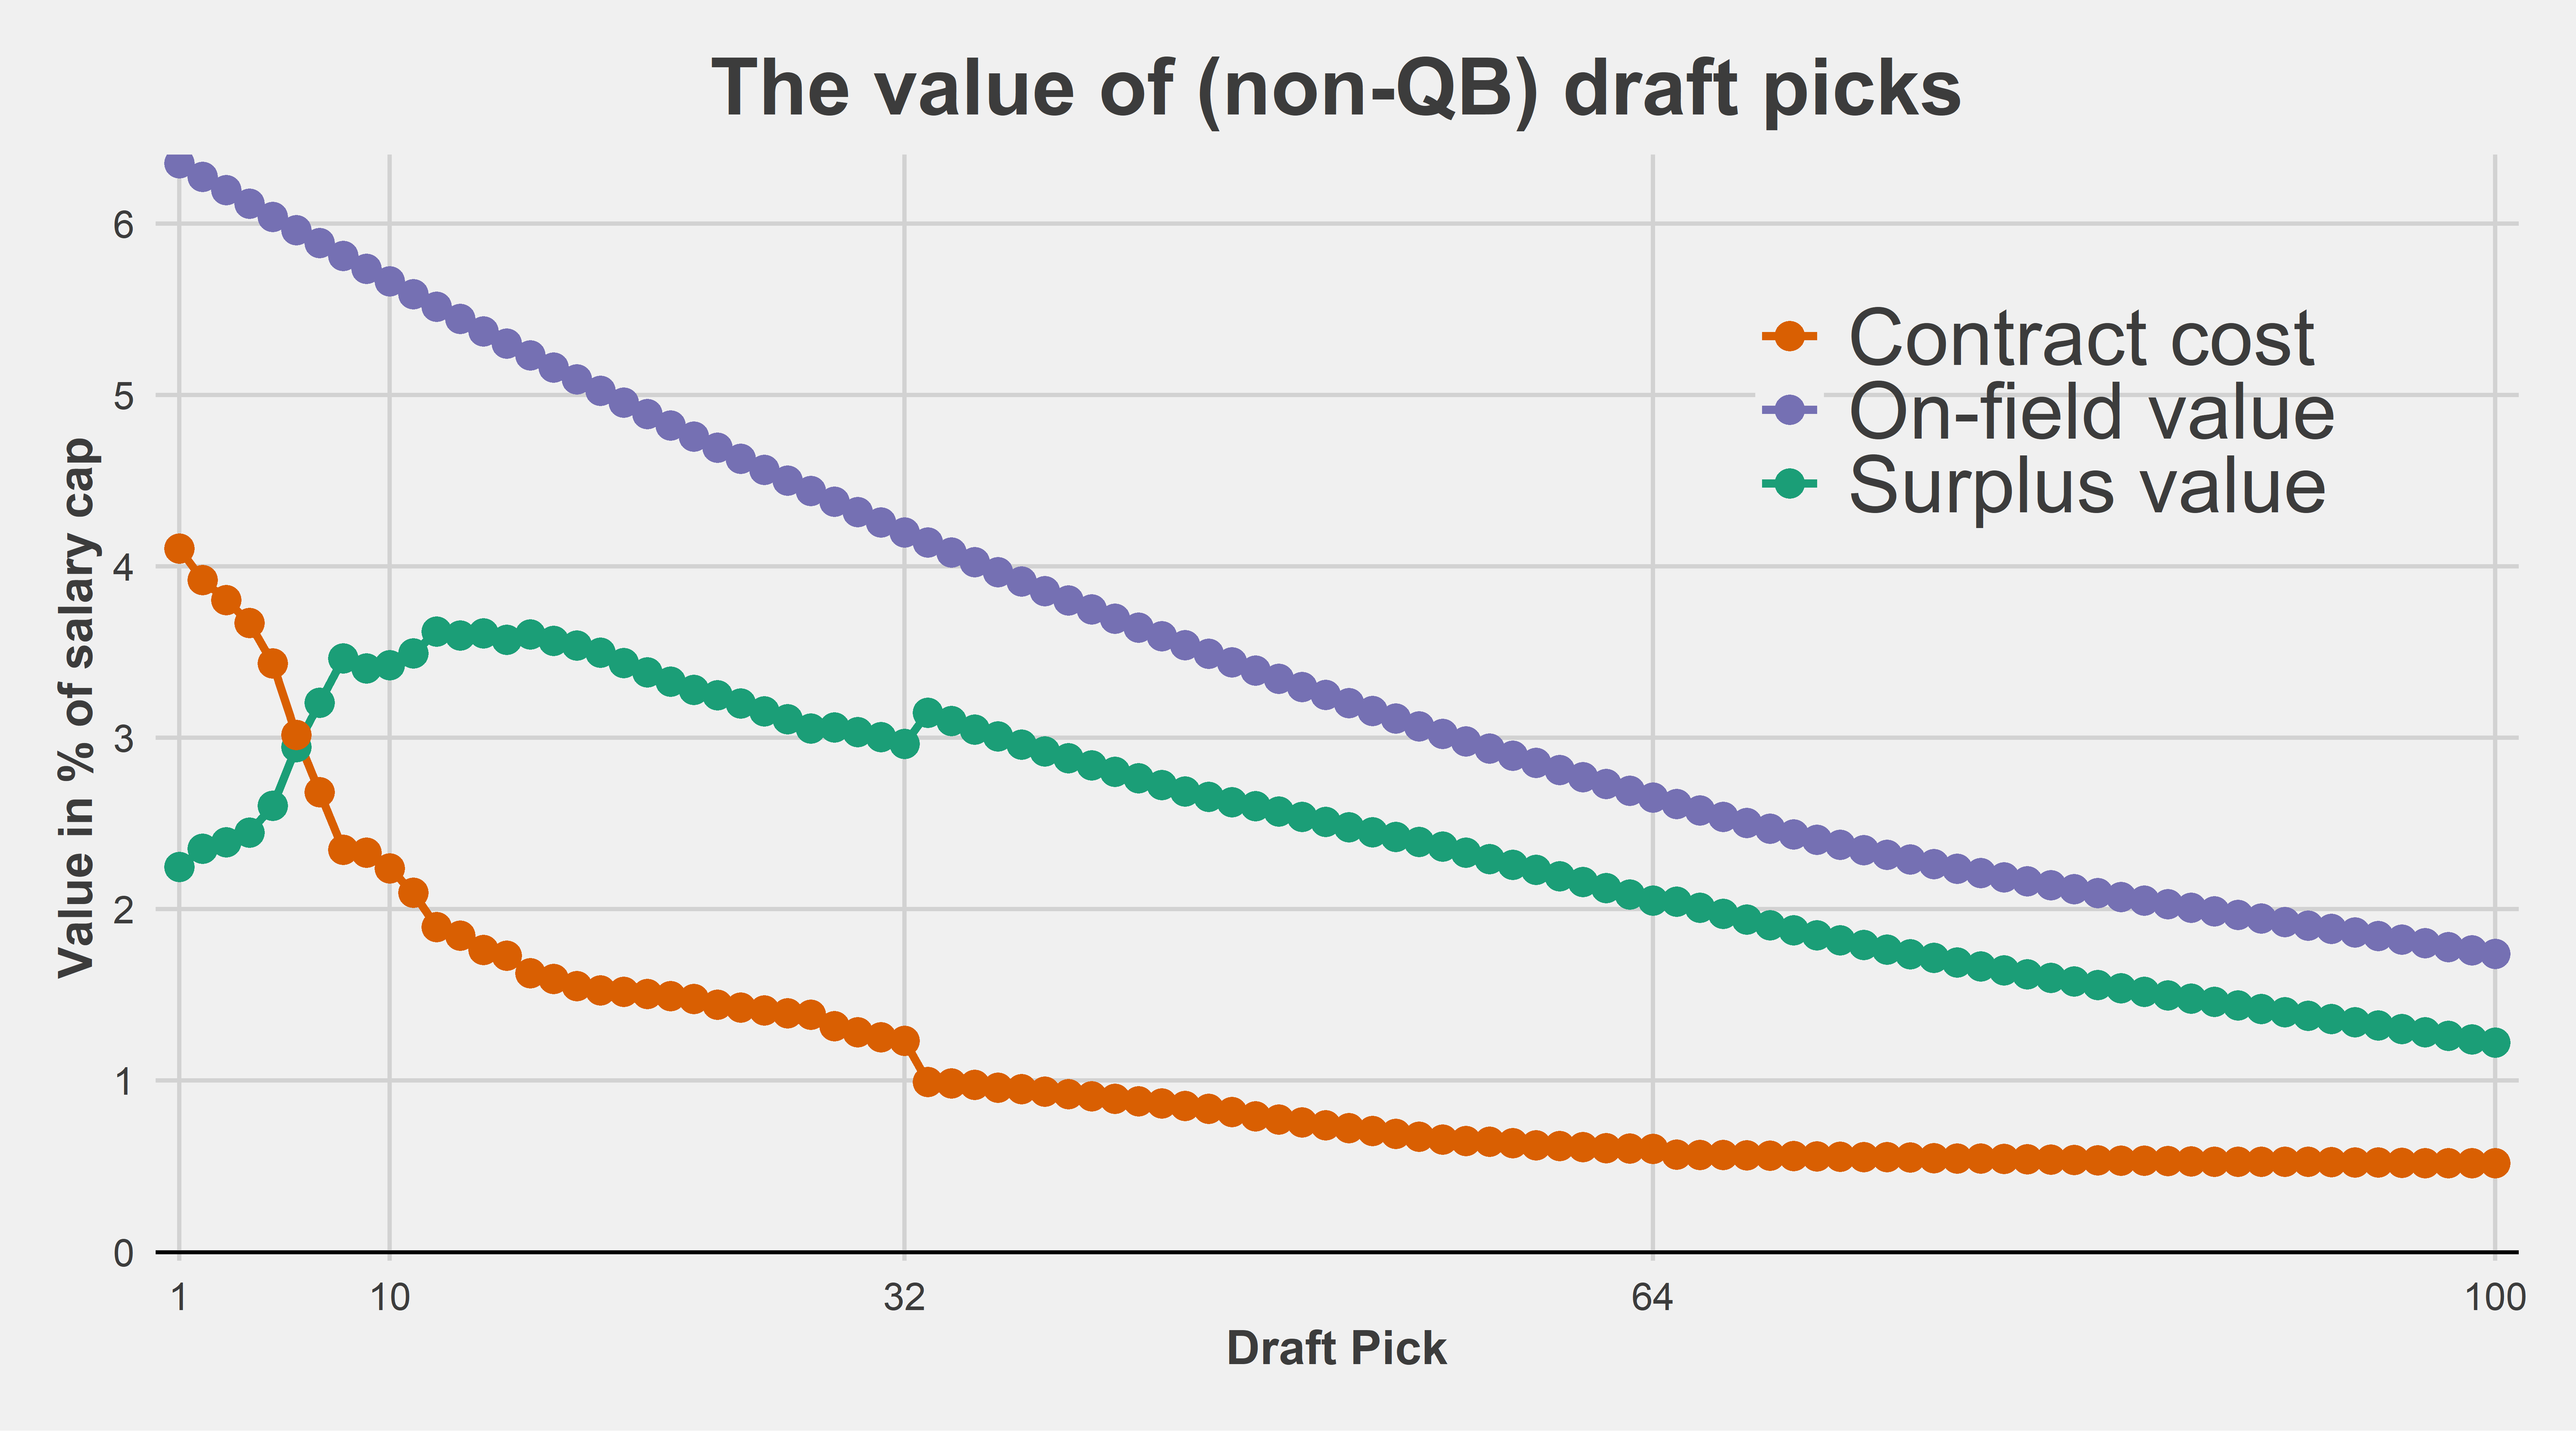 The value of (non-QB) draft picks
Value in % of salary cap
6
5
4
3
2
1
0
Contract cost
On-field value
Surplus value
1 10 32 64 100
Draft Pick